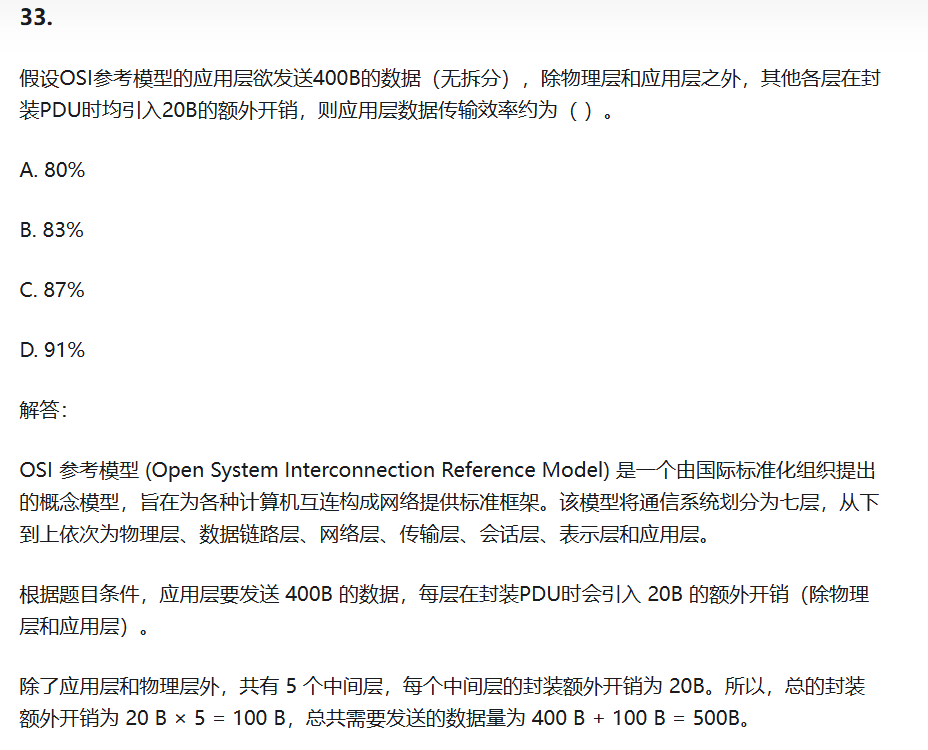 33.
假设OSI参考模型的应用层欲发送400B的数据（无拆分），除物理层和应用层之外，其他各层在封
装PDU时均引入20B的额外开销，则应用层数据传输效率约为（ ）。
A. 80%
B. 83%
C. 87%
D. 91%
解答：
OSI 参考模型 (Open System Interconnection Reference Model) 是一个由国际标准化组织提出
的概念模型，旨在为各种计算机互连构成网络提供标准框架。该模型将通信系统划分为七层，从下
到上依次为物理层、数据链路层、网络层、传输层、会话层、表示层和应用层。
根据题目条件，应用层要发送 400B 的数据，每层在封装PDU时会引入 20B 的额外开销（除物理
层和应用层）。
除了应用层和物理层外，共有 5 个中间层，每个中间层的封装额外开销为 20B。所以，总的封装
额外开销为 20 B × 5 = 100 B，总共需要发送的数据量为 400 B + 100 B = 500B。